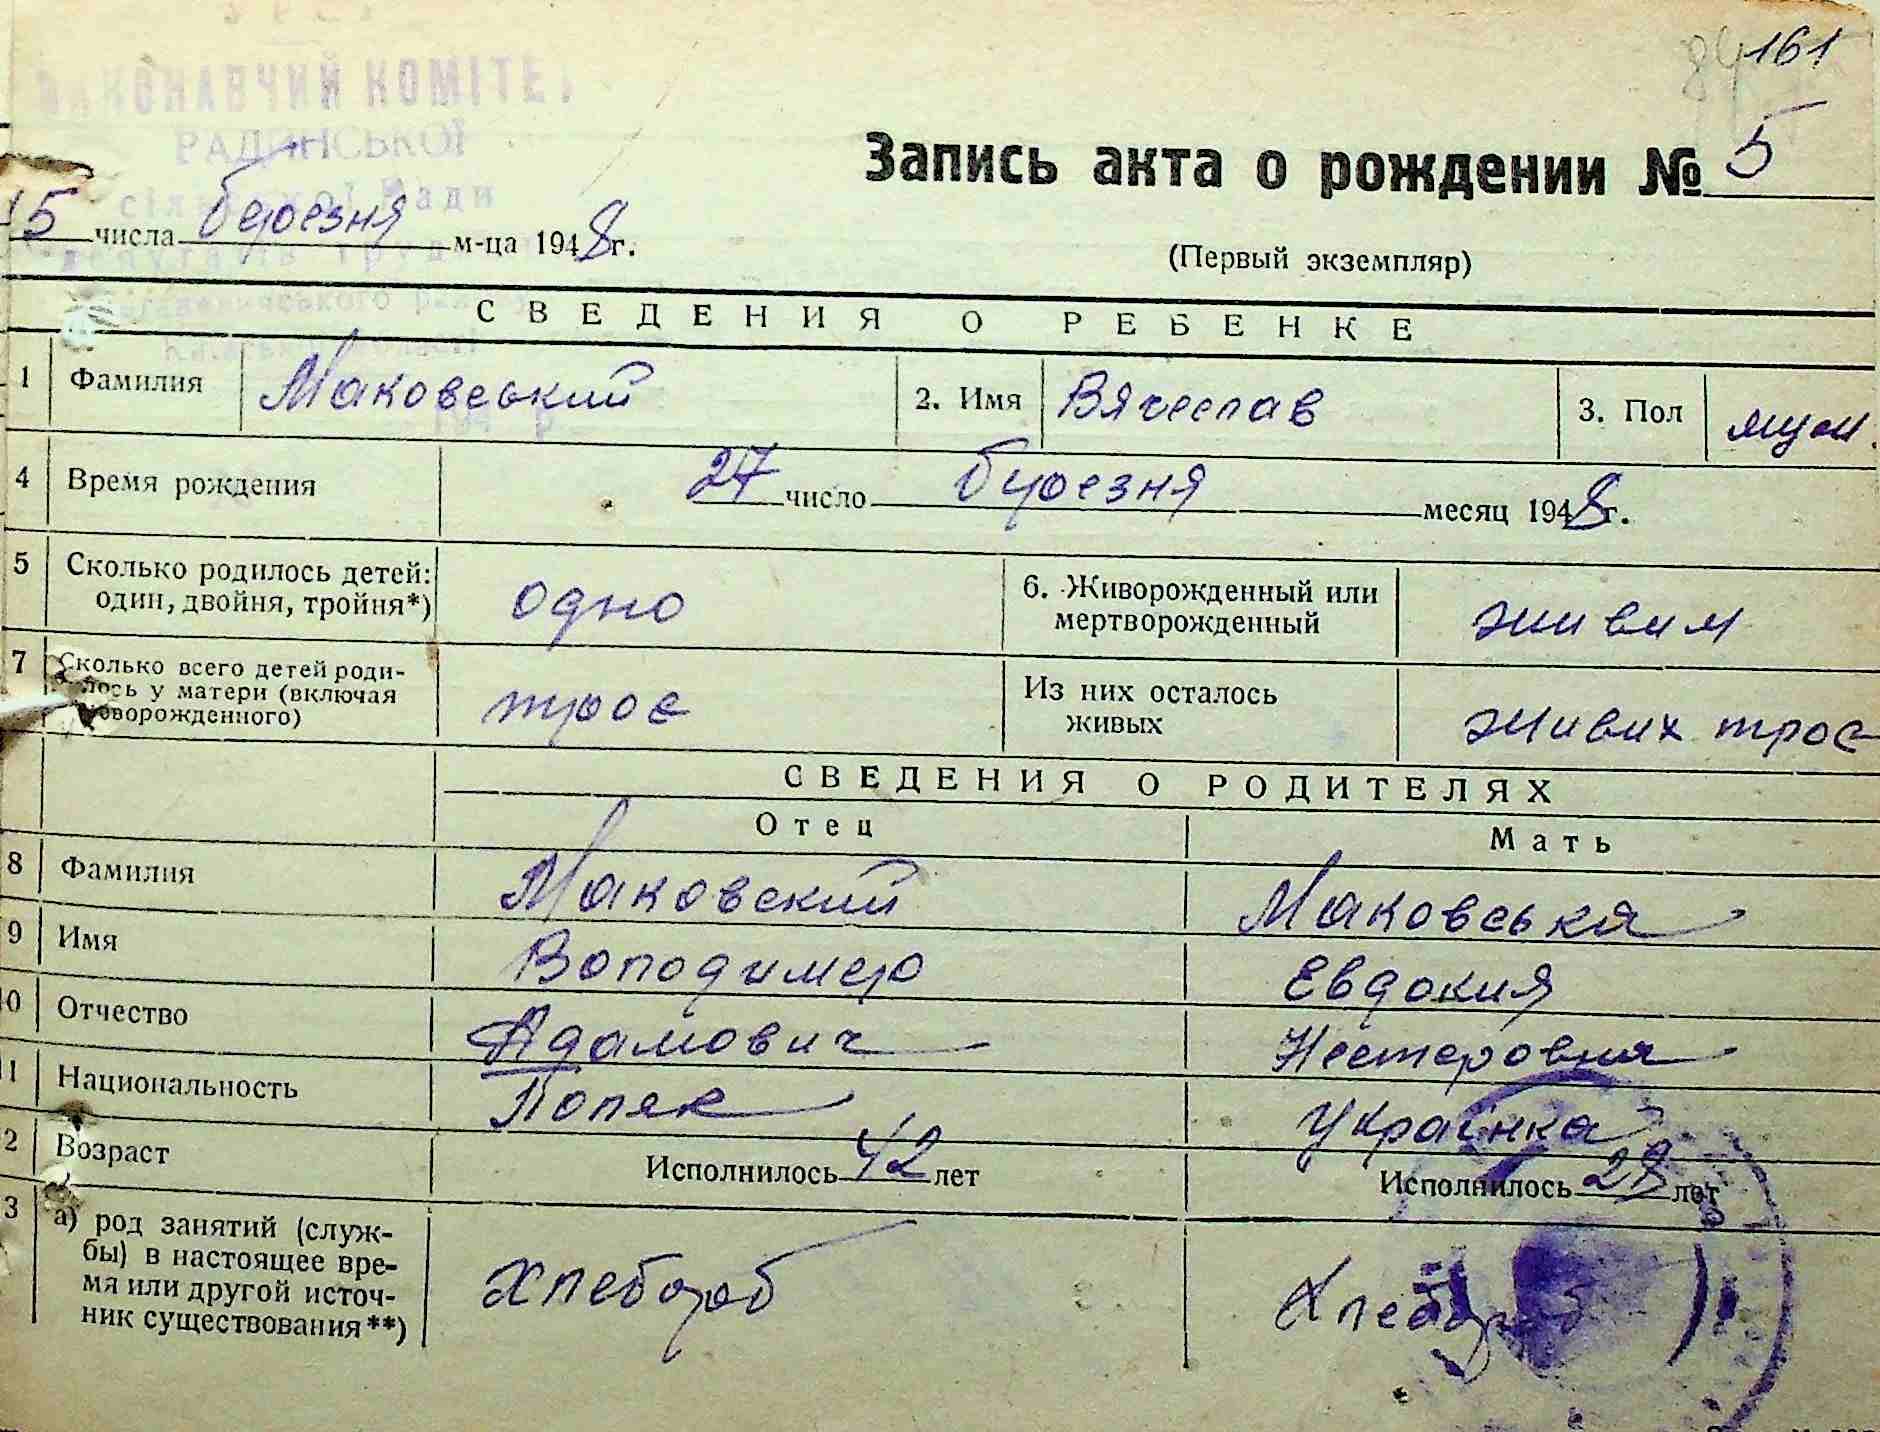 161
ВИКОНАВЧИЙ КОМІТЕТ
РАДИНСЬКОЇ
сільської Ради
Запись акта о рождении № 5
15 числа березня м-ца 1948 г.
(Первый экземпляр)
СВЕДЕНИЯ О РЕБЕНКЕ
1 Фамилия Маковський 2. Имя Вячеслав 3. Пол муж.
4 Время рождения 27 число березня месяц 1948 г.
5 Сколько родилось детей: один, двойня, тройня*) одно 6. Живорожденный или мертворожденный живим
7 Сколько всего детей родилось у матери (включая новорожденного) троє Из них осталось живых живих троє
СВЕДЕНИЯ О РОДИТЕЛЯХ
Отец Мать
8 Фамилия Маковский Маковська
9 Имя Володимер Евдокия
10 Отчество Адамович Нестеровна
11 Национальность Поляк Українка
12 Возраст Исполнилось 42 лет Исполнилось 28 лет
13 а) род занятий (службы) в настоящее время или другой источник существования**) хлебороб хлебороб